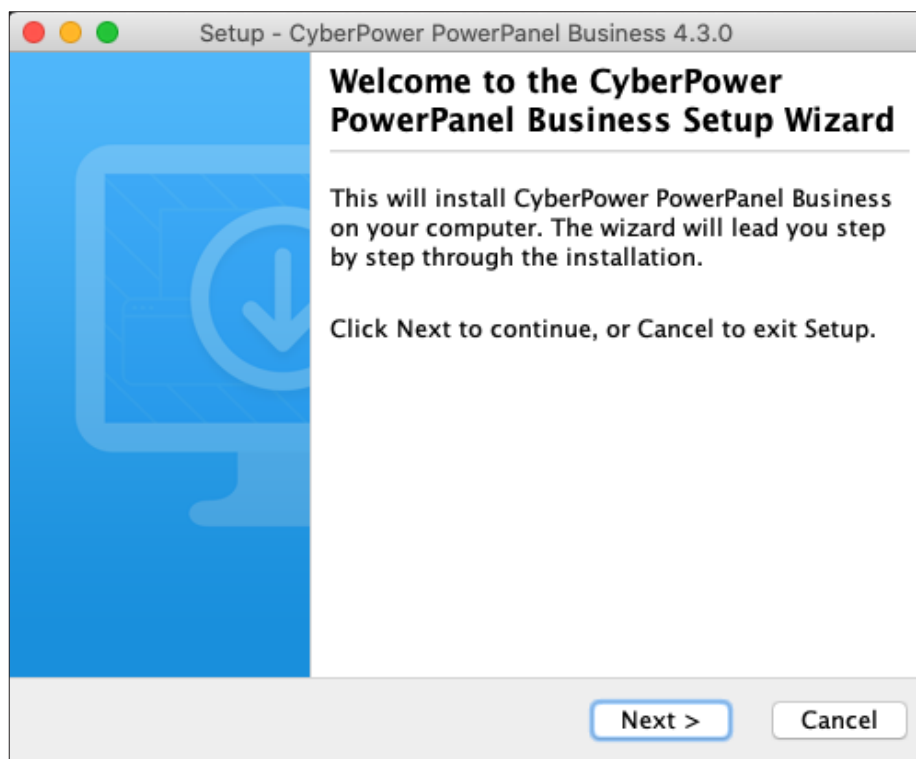 Setup - CyberPower PowerPanel Business 4.3.0
Welcome to the CyberPower
PowerPanel Business Setup Wizard
This will install CyberPower PowerPanel Business
on your computer. The wizard will lead you step
by step through the installation.
Click Next to continue, or Cancel to exit Setup.
Next >
Cancel